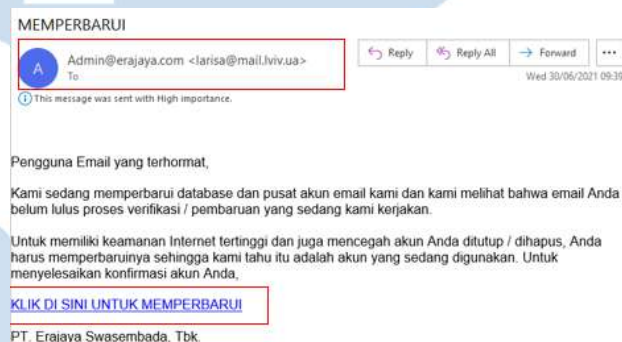 MEMPERBARUI
A
Admin@erajaya.com <larisa@mail.lviv.ua>
To
Reply
Reply All
Forward
Wed 30/06/2021 09:39
This message was sent with High importance.
Pengguna Email yang terhormat,
Kami sedang memperbarui database dan pusat akun email kami dan kami melihat bahwa email Anda
belum lulus proses verifikasi / pembaruan yang sedang kami kerjakan.
Untuk memiliki keamanan Internet tertinggi dan juga mencegah akun Anda ditutup / dihapus, Anda
harus memperbaruinya sehingga kami tahu itu adalah akun yang sedang digunakan. Untuk
menyelesaikan konfirmasi akun Anda,
KLIK DI SINI UNTUK MEMPERBARUI
PT. Erajaya Swasembada, Tbk.